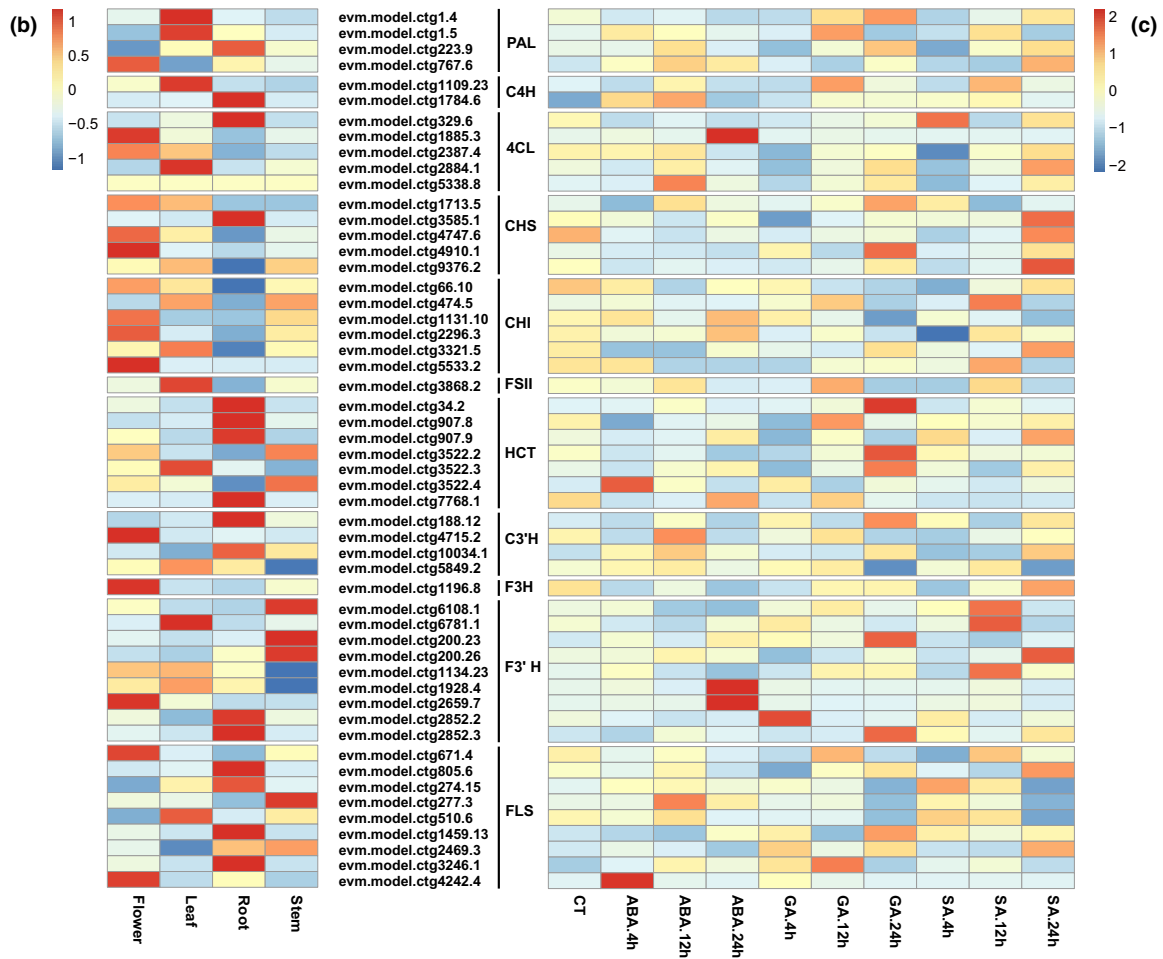 (b)
1
0.5
0
−0.5
−1
evm.model.ctg1.4
evm.model.ctg1.5
evm.model.ctg223.9
evm.model.ctg767.6
PAL
evm.model.ctg1109.23
evm.model.ctg1784.6
C4H
evm.model.ctg329.6
evm.model.ctg1885.3
evm.model.ctg2387.4
evm.model.ctg2884.1
evm.model.ctg5338.8
4CL
evm.model.ctg1713.5
evm.model.ctg3585.1
evm.model.ctg4747.6
evm.model.ctg4910.1
evm.model.ctg9376.2
CHS
evm.model.ctg66.10
evm.model.ctg474.5
evm.model.ctg1131.10
evm.model.ctg2296.3
evm.model.ctg3321.5
evm.model.ctg5533.2
CHI
evm.model.ctg3868.2
FSII
evm.model.ctg34.2
evm.model.ctg907.8
evm.model.ctg907.9
evm.model.ctg3522.2
evm.model.ctg3522.3
evm.model.ctg3522.4
evm.model.ctg7768.1
HCT
evm.model.ctg188.12
evm.model.ctg4715.2
evm.model.ctg10034.1
evm.model.ctg5849.2
C3'H
evm.model.ctg1196.8
F3H
evm.model.ctg6108.1
evm.model.ctg6781.1
evm.model.ctg200.23
evm.model.ctg200.26
evm.model.ctg1134.23
evm.model.ctg1928.4
evm.model.ctg2659.7
evm.model.ctg2852.2
evm.model.ctg2852.3
F3' H
evm.model.ctg671.4
evm.model.ctg805.6
evm.model.ctg274.15
evm.model.ctg277.3
evm.model.ctg510.6
evm.model.ctg1459.13
evm.model.ctg2469.3
evm.model.ctg3246.1
evm.model.ctg4242.4
FLS
Flower
Leaf
Root
Stem
(c)
2
1
0
−1
−2
CT
ABA.4h
ABA.12h
ABA.24h
GA.4h
GA.12h
GA.24h
SA.4h
SA.12h
SA.24h